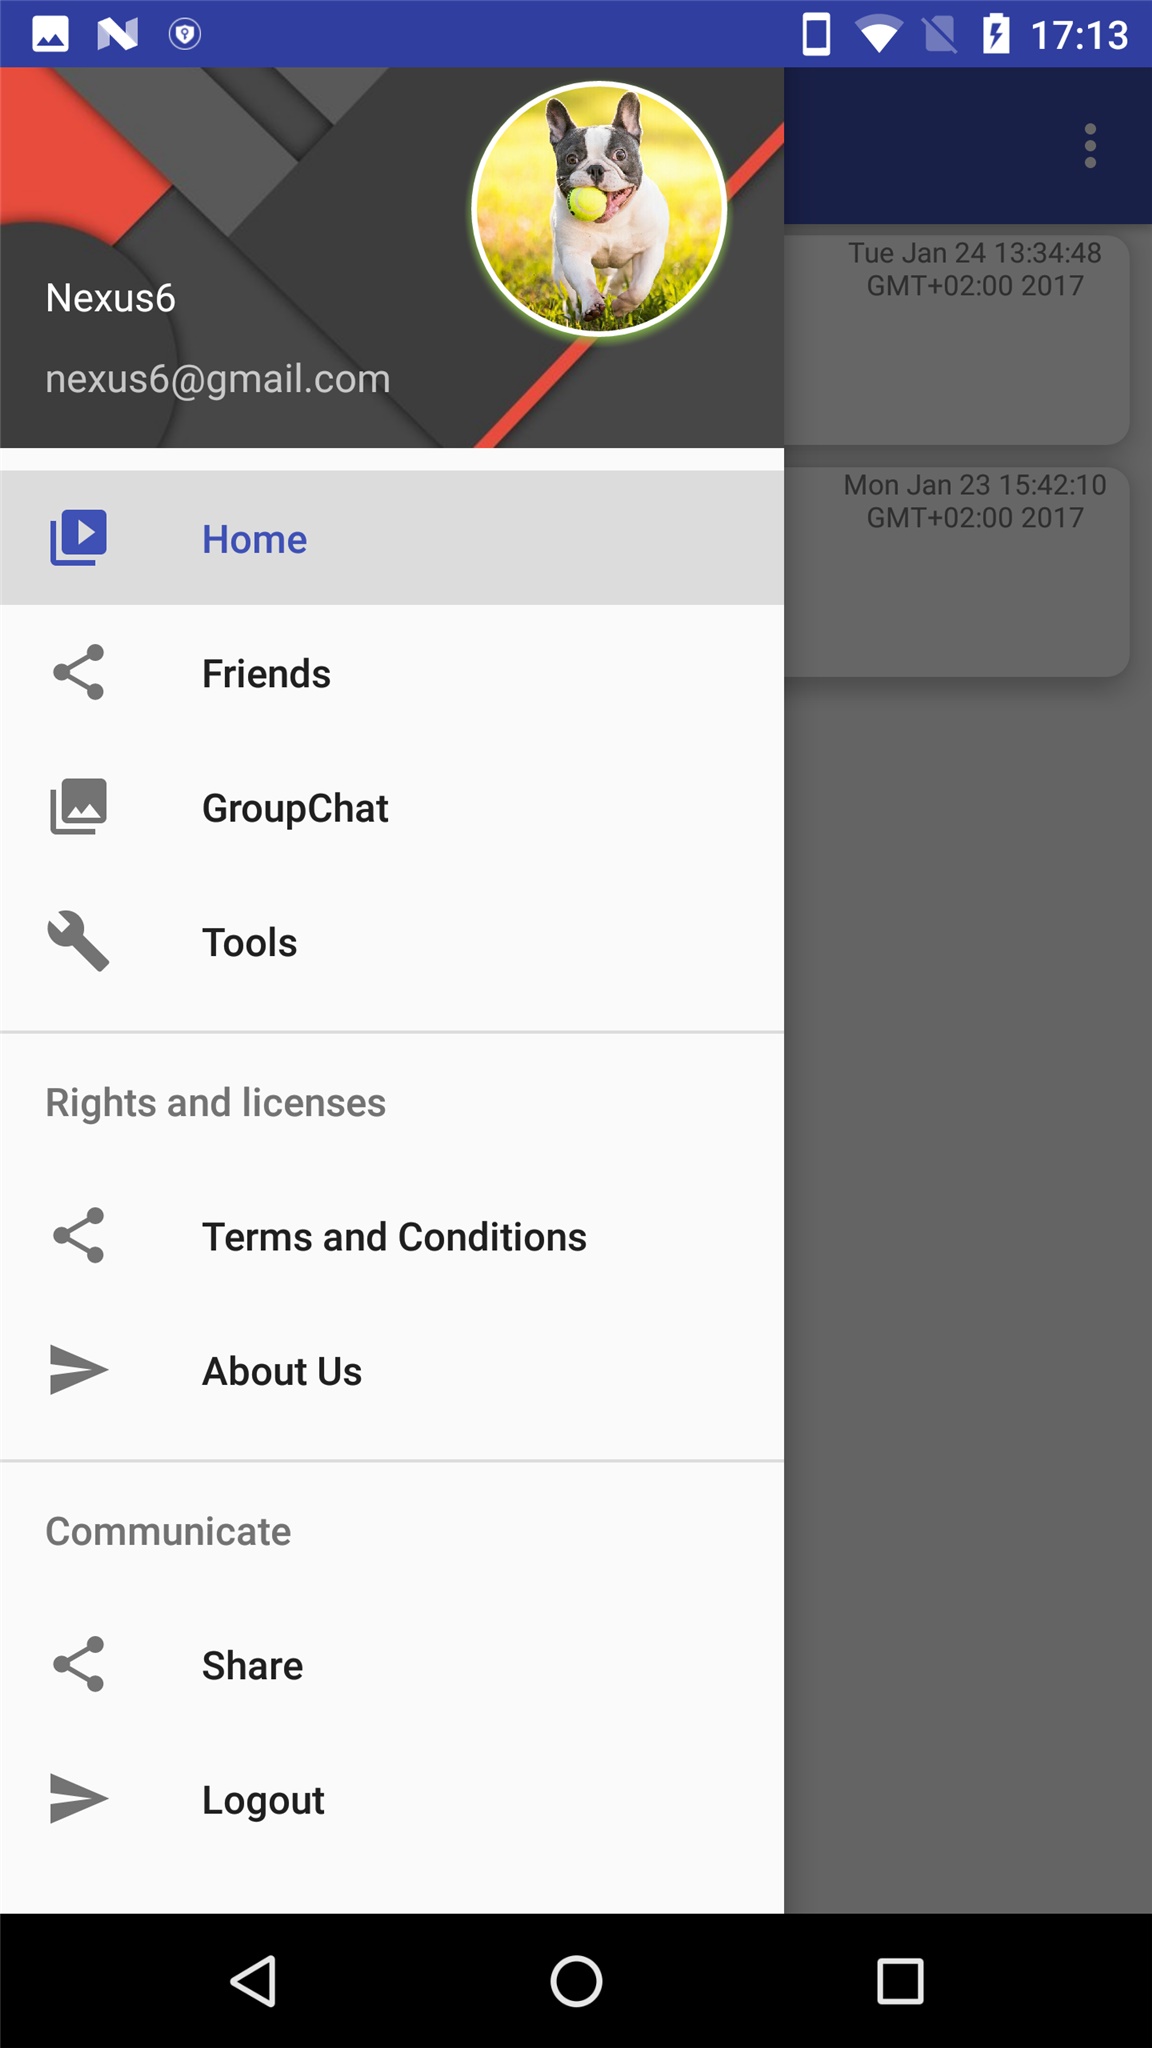 17:13
Nexus6
nexus6@gmail.com
Tue Jan 24 13:34:48
GMT+02:00 2017
Mon Jan 23 15:42:10
GMT+02:00 2017
Home
Friends
GroupChat
Tools
Rights and licenses
Terms and Conditions
About Us
Communicate
Share
Logout